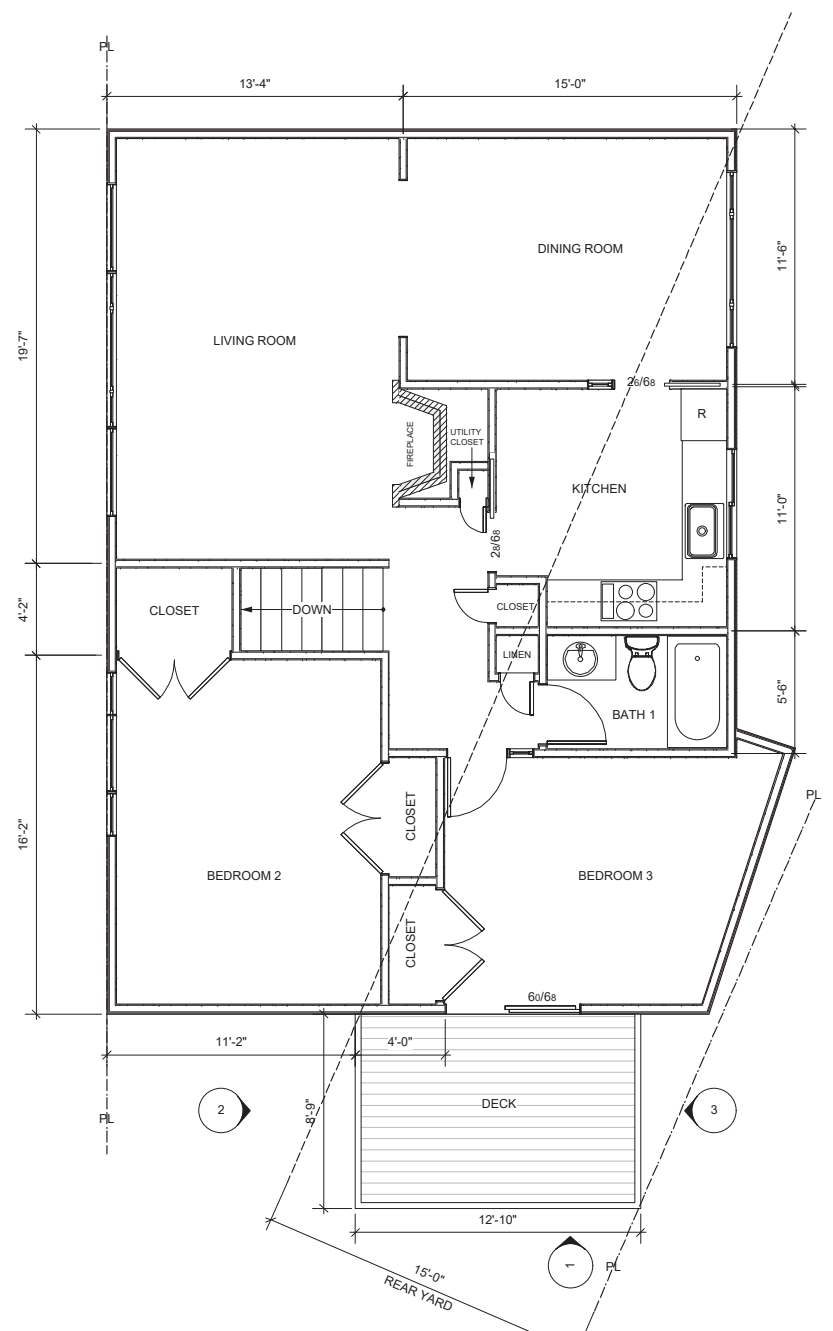 PL
13'-4"
15'-0"
DINING ROOM
11'-6"
19'-7"
LIVING ROOM
26/68
R
FIREPLACE
UTILITY
CLOSET
KITCHEN
11'-0"
28/68
4'-2"
CLOSET
DOWN
CLOSET
LINEN
5'-6"
BATH 1
PL
CLOSET
16'-2"
BEDROOM 2
BEDROOM 3
CLOSET
60/68
11'-2"
4'-0"
8'-9"
DECK
2
3
PL
12'-10"
1
PL
15'-0"
REAR YARD